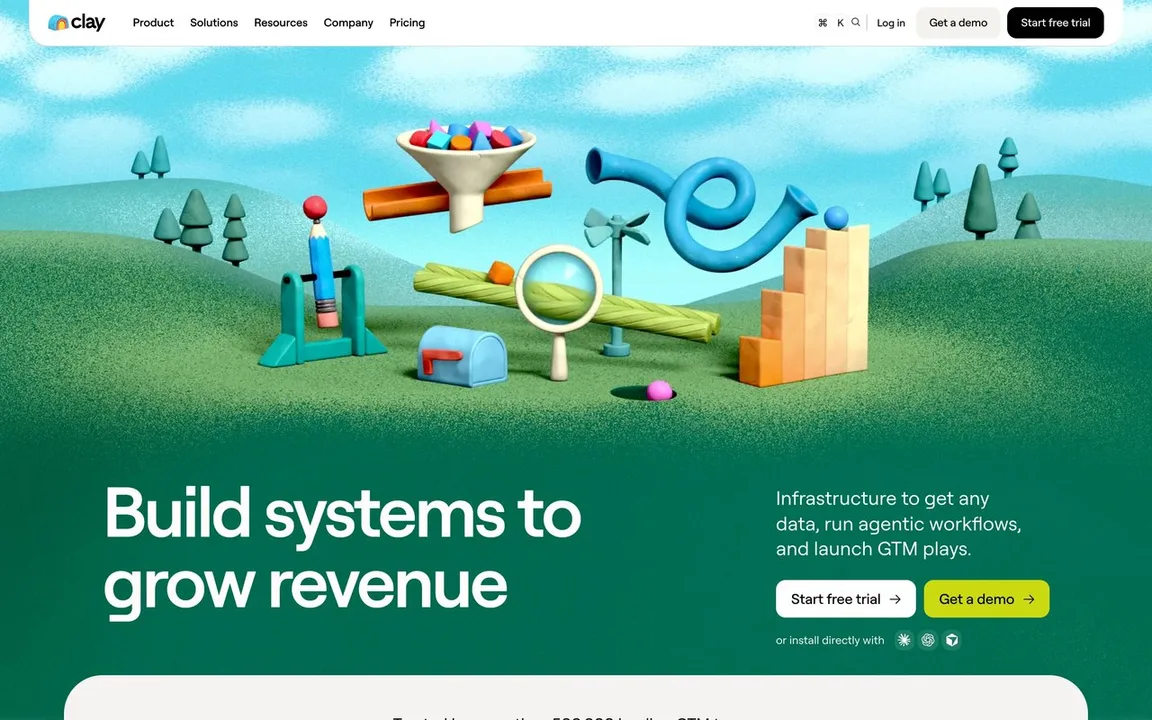 clay
Product Solutions Resources Company Pricing
⌘ K Log in Get a demo Start free trial
Build systems to
grow revenue
Infrastructure to get any
data, run agentic workflows,
and launch GTM plays.
Start free trial → Get a demo →
or install directly with